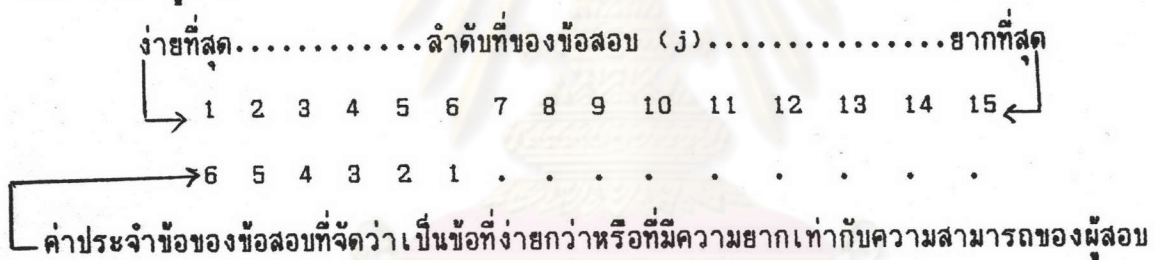 ง่ายที่สุด.............ลำดับที่ของข้อสอบ (j)................ยากที่สุด
1 2 3 4 5 6 7 8 9 10 11 12 13 14 15
6 5 4 3 2 1 . . . . . . . . .
ค่าประจำข้อของข้อสอบที่จัดว่าเป็นข้อที่ง่ายกว่าหรือที่มีความยากเท่ากับความสามารถของผู้สอบ